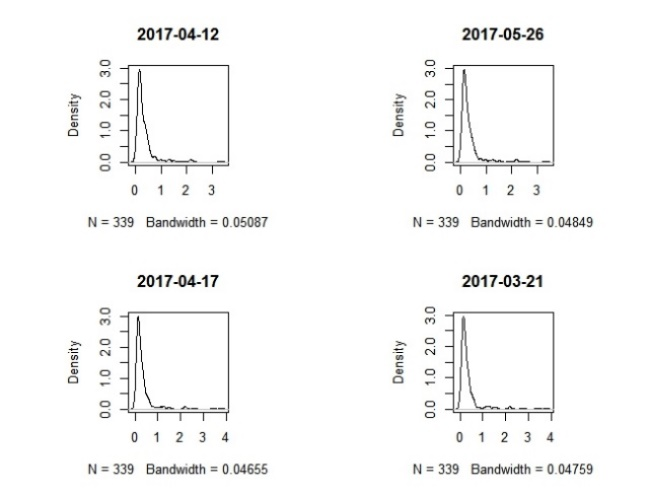 2017-04-12
Density
0.0 1.0 2.0 3.0
0 1 2 3
N = 339 Bandwidth = 0.05087
2017-05-26
Density
0.0 1.0 2.0 3.0
0 1 2 3
N = 339 Bandwidth = 0.04849
2017-04-17
Density
0.0 1.0 2.0 3.0
0 1 2 3 4
N = 339 Bandwidth = 0.04655
2017-03-21
Density
0.0 1.0 2.0 3.0
0 1 2 3 4
N = 339 Bandwidth = 0.04759